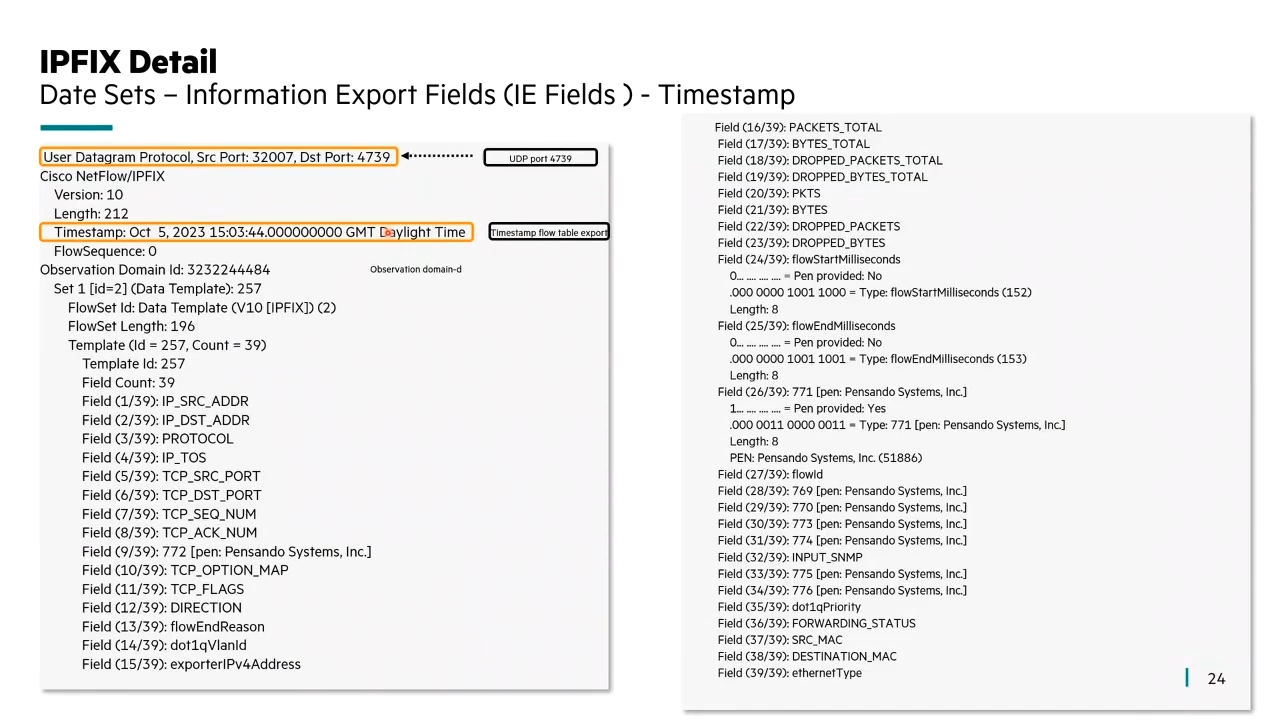 IPFIX Detail
Date Sets – Information Export Fields (IE Fields ) - Timestamp
User Datagram Protocol, Src Port: 32007, Dst Port: 4739
UDP port 4739
Cisco NetFlow/IPFIX
Version: 10
Length: 212
Timestamp: Oct  5, 2023 15:03:44.000000000 GMT Daylight Time
Timestamp flow table export
FlowSequence: 0
Observation Domain Id: 3232244484
Observation domain-d
Set 1 [id=2] (Data Template): 257
FlowSet Id: Data Template (V10 [IPFIX]) (2)
FlowSet Length: 196
Template (Id = 257, Count = 39)
Template Id: 257
Field Count: 39
Field (1/39): IP_SRC_ADDR
Field (2/39): IP_DST_ADDR
Field (3/39): PROTOCOL
Field (4/39): IP_TOS
Field (5/39): TCP_SRC_PORT
Field (6/39): TCP_DST_PORT
Field (7/39): TCP_SEQ_NUM
Field (8/39): TCP_ACK_NUM
Field (9/39): 772 [pen: Pensando Systems, Inc.]
Field (10/39): TCP_OPTION_MAP
Field (11/39): TCP_FLAGS
Field (12/39): DIRECTION
Field (13/39): flowEndReason
Field (14/39): dot1qVlanId
Field (15/39): exporterIPv4Address
Field (16/39): PACKETS_TOTAL
Field (17/39): BYTES_TOTAL
Field (18/39): DROPPED_PACKETS_TOTAL
Field (19/39): DROPPED_BYTES_TOTAL
Field (20/39): PKTS
Field (21/39): BYTES
Field (22/39): DROPPED_PACKETS
Field (23/39): DROPPED_BYTES
Field (24/39): flowStartMilliseconds
0... .... .... .... = Pen provided: No
.000 0000 1001 1000 = Type: flowStartMilliseconds (152)
Length: 8
Field (25/39): flowEndMilliseconds
0... .... .... .... = Pen provided: No
.000 0000 1001 1001 = Type: flowEndMilliseconds (153)
Length: 8
Field (26/39): 771 [pen: Pensando Systems, Inc.]
1... .... .... .... = Pen provided: Yes
.000 0011 0000 0011 = Type: 771 [pen: Pensando Systems, Inc.]
Length: 8
PEN: Pensando Systems, Inc. (51886)
Field (27/39): flowId
Field (28/39): 769 [pen: Pensando Systems, Inc.]
Field (29/39): 770 [pen: Pensando Systems, Inc.]
Field (30/39): 773 [pen: Pensando Systems, Inc.]
Field (31/39): 774 [pen: Pensando Systems, Inc.]
Field (32/39): INPUT_SNMP
Field (33/39): 775 [pen: Pensando Systems, Inc.]
Field (34/39): 776 [pen: Pensando Systems, Inc.]
Field (35/39): dot1qPriority
Field (36/39): FORWARDING_STATUS
Field (37/39): SRC_MAC
Field (38/39): DESTINATION_MAC
Field (39/39): ethernetType
24